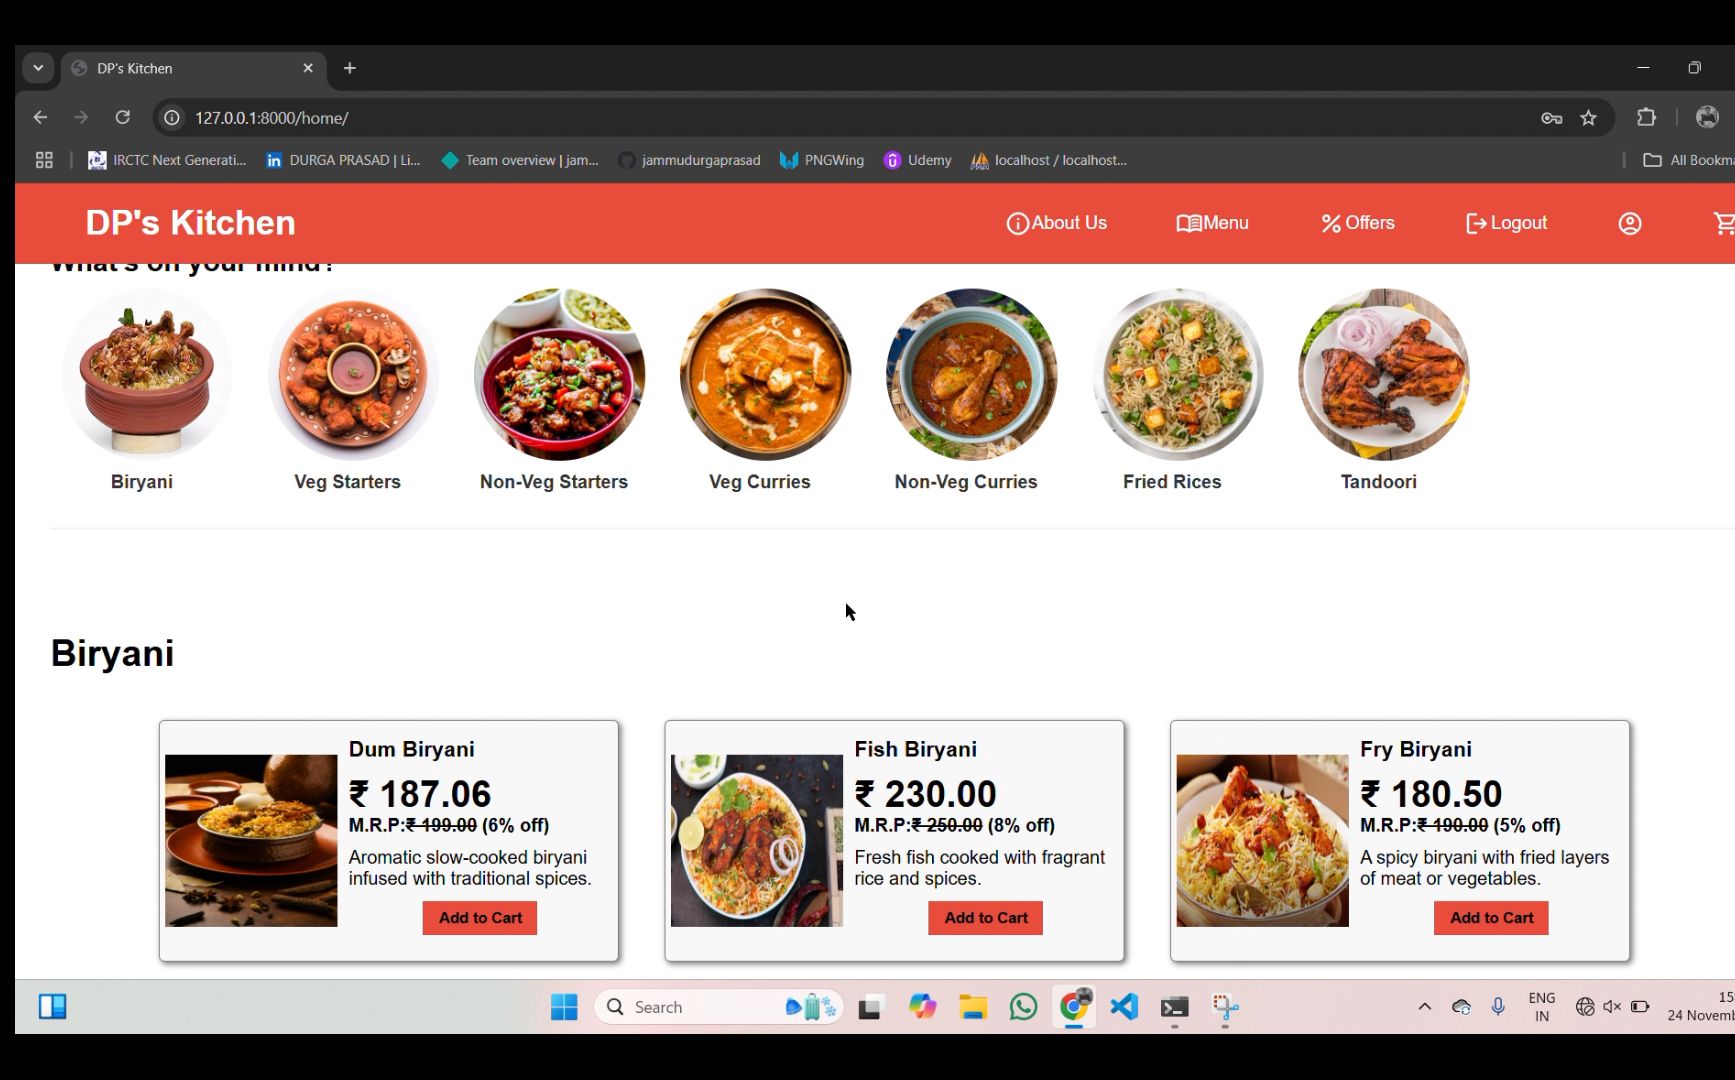 DP's Kitchen
127.0.0.1:8000/home/
IRCTC Next Generati... DURGA PRASAD | Li... Team overview | jam... jammudurgaprasad PNGWing Udemy localhost / localhost... All Bookma
DP's Kitchen About Us Menu Offers Logout
What's on your mind?
Biryani Veg Starters Non-Veg Starters Veg Curries Non-Veg Curries Fried Rices Tandoori
Biryani
Dum Biryani
₹ 187.06
M.R.P:₹ 199.00 (6% off)
Aromatic slow-cooked biryani
infused with traditional spices.
Add to Cart
Fish Biryani
₹ 230.00
M.R.P:₹ 250.00 (8% off)
Fresh fish cooked with fragrant
rice and spices.
Add to Cart
Fry Biryani
₹ 180.50
M.R.P:₹ 190.00 (5% off)
A spicy biryani with fried layers
of meat or vegetables.
Add to Cart
Search
ENG
IN
15
24 Novemb